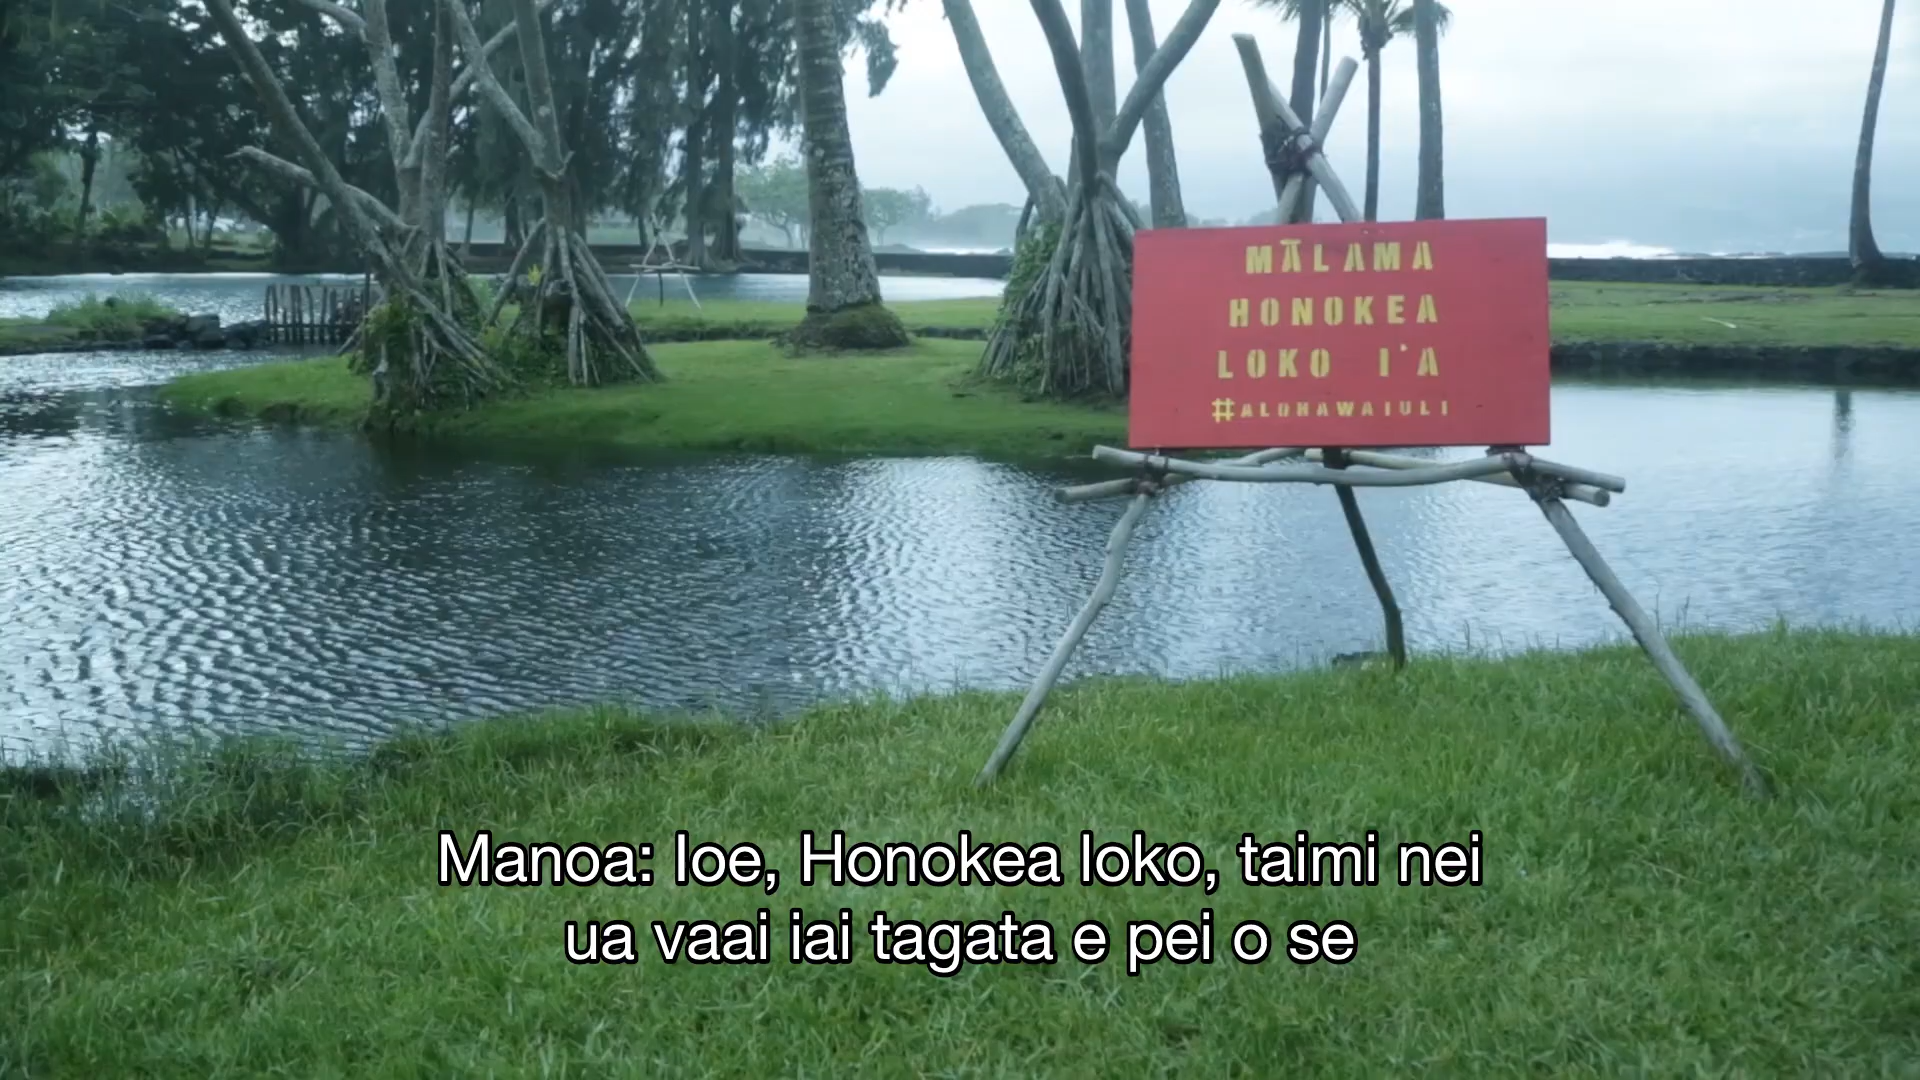 MĀLAMA
HONOKEA
LOKO I'A
#ALOHAWAIULI
Manoa: Ioe, Honokea loko, taimi nei
ua vaai iai tagata e pei o se